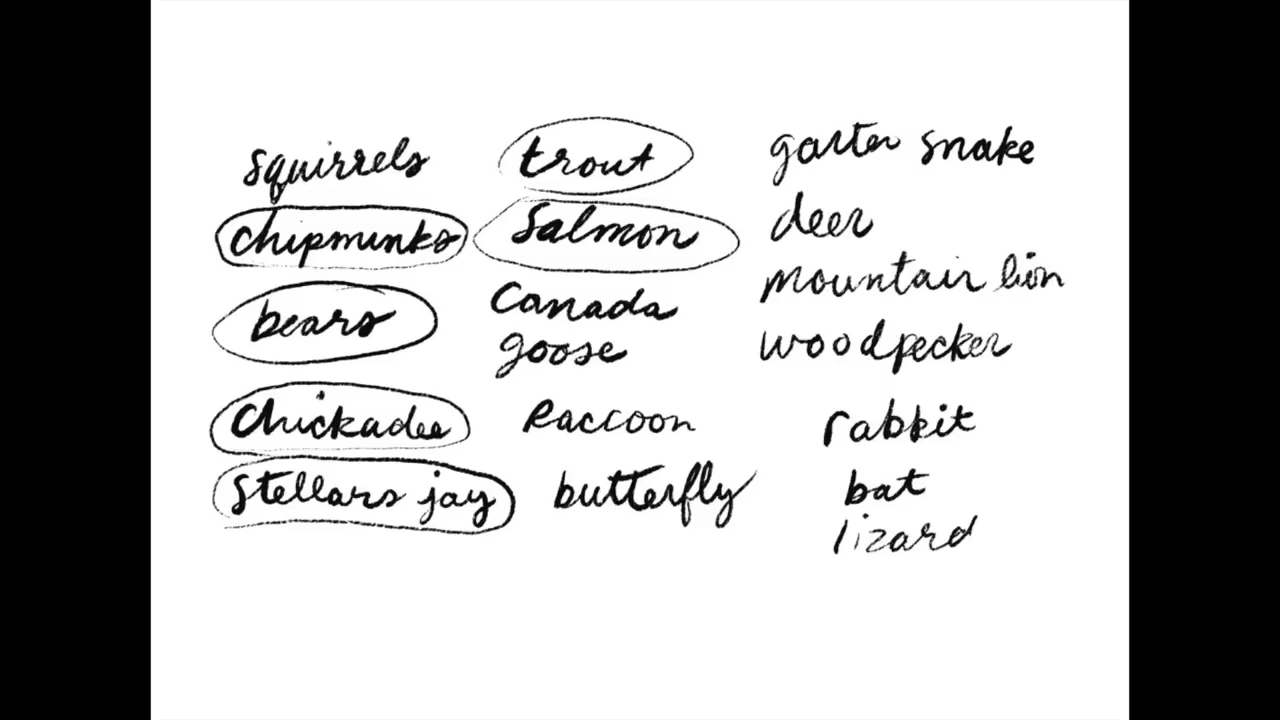 squirrels
chipmunks
bears
chickadee
stellars jay
trout
salmon
Canada
goose
Raccoon
butterfly
garter snake
deer
mountain lion
woodpecker
rabbit
bat
lizard